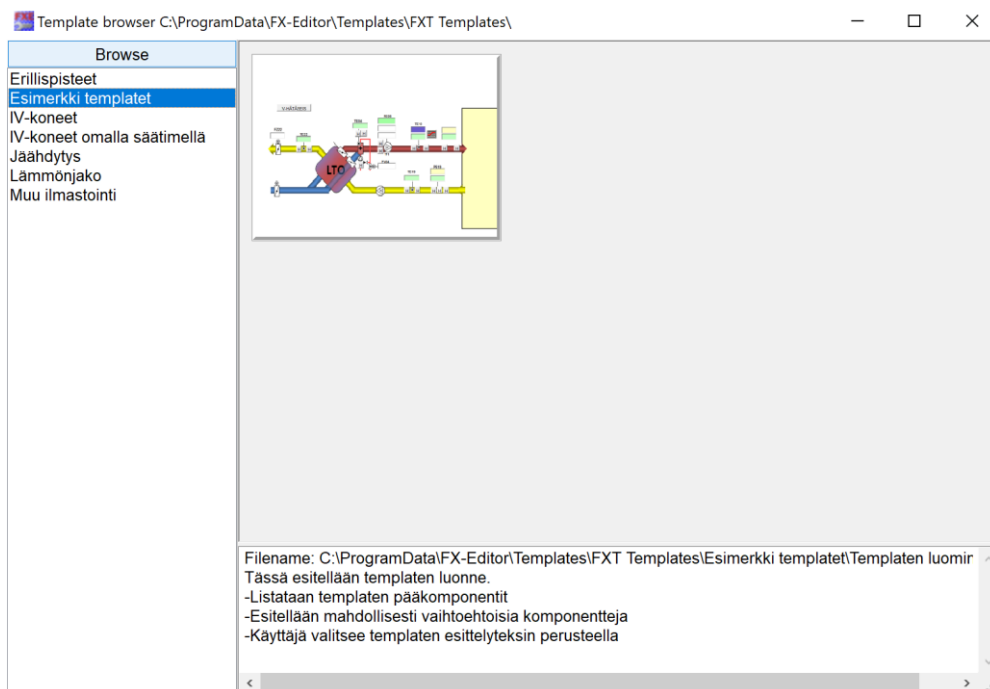 FXE Template browser C:\ProgramData\FX-Editor\Templates\FXT Templates\
Browse
Erillispisteet
Esimerkki templatet
IV-koneet
IV-koneet omalla säätimellä
Jäähdytys
Lämmönjako
Muu ilmastointi
LTO
Filename: C:\ProgramData\FX-Editor\Templates\FXT Templates\Esimerkki templatet\Templaten luomin
Tässä esitellään templaten luonne.
-Listataan templaten pääkomponentit
-Esitellään mahdollisesti vaihtoehtoisia komponentteja
-Käyttäjä valitsee templaten esittelyteksin perusteella